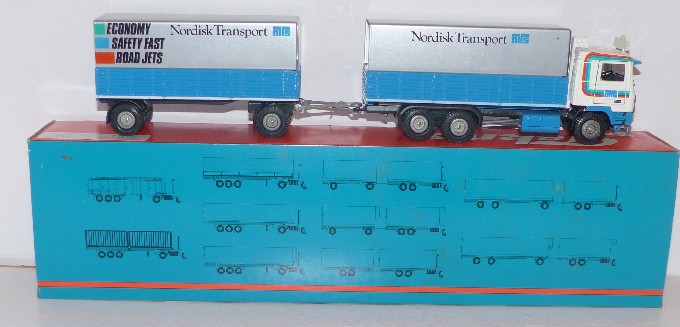 ECONOMY
SAFETY FAST
ROAD JETS
Nordisk Transport
Nordisk Transport